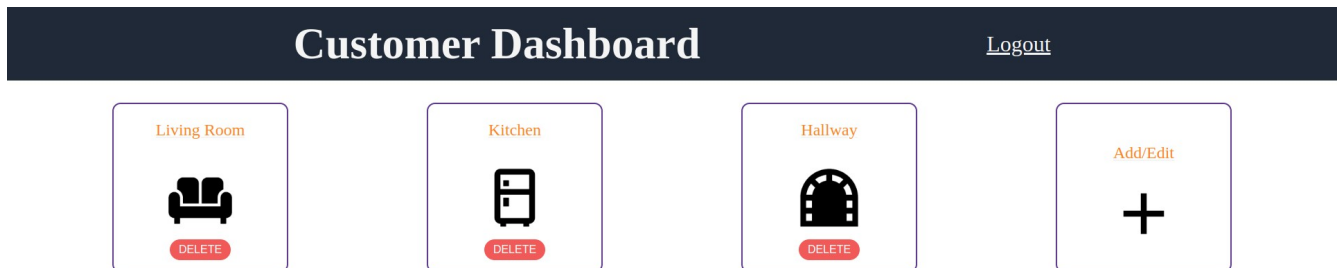 Customer Dashboard
Logout
Living Room
Kitchen
Hallway
Add/Edit
DELETE
DELETE
DELETE